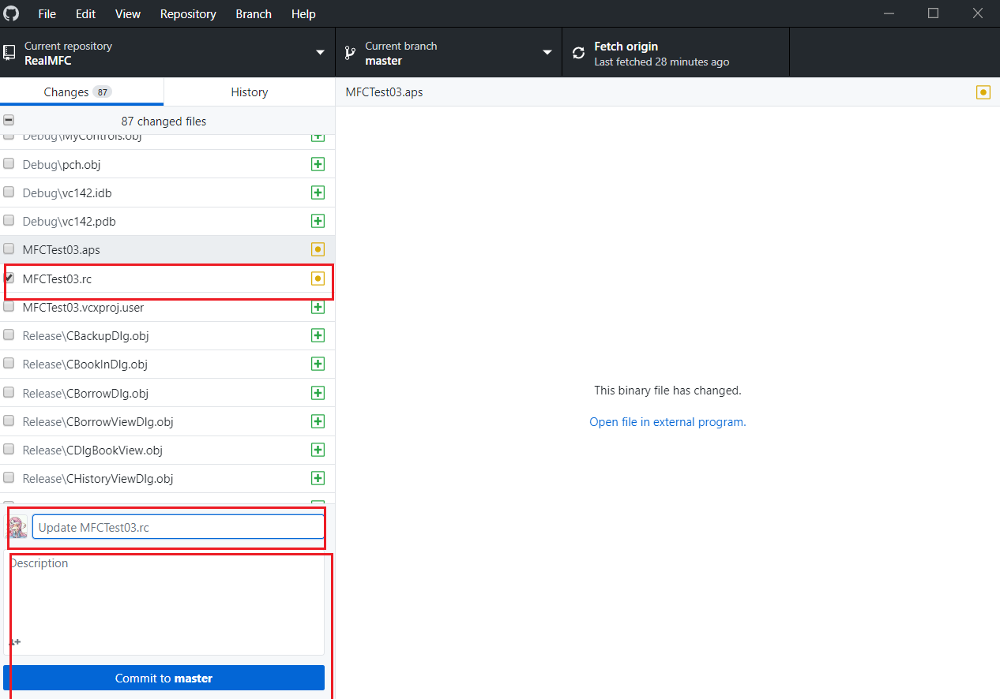 File Edit View Repository Branch Help
Current repository
RealMFC
Current branch
master
Fetch origin
Last fetched 28 minutes ago
Changes 87
History
MFCTest03.aps
87 changed files
Debug\MyControls.obj
Debug\pch.obj
Debug\vc142.idb
Debug\vc142.pdb
MFCTest03.aps
MFCTest03.rc
MFCTest03.vcxproj.user
Release\CBackupDlg.obj
Release\CBookInDlg.obj
Release\CBorrowDlg.obj
Release\CBorrowViewDlg.obj
Release\CDlgBookView.obj
Release\CHistoryViewDlg.obj
Update MFCTest03.rc
Description
Commit to master
This binary file has changed.
Open file in external program.